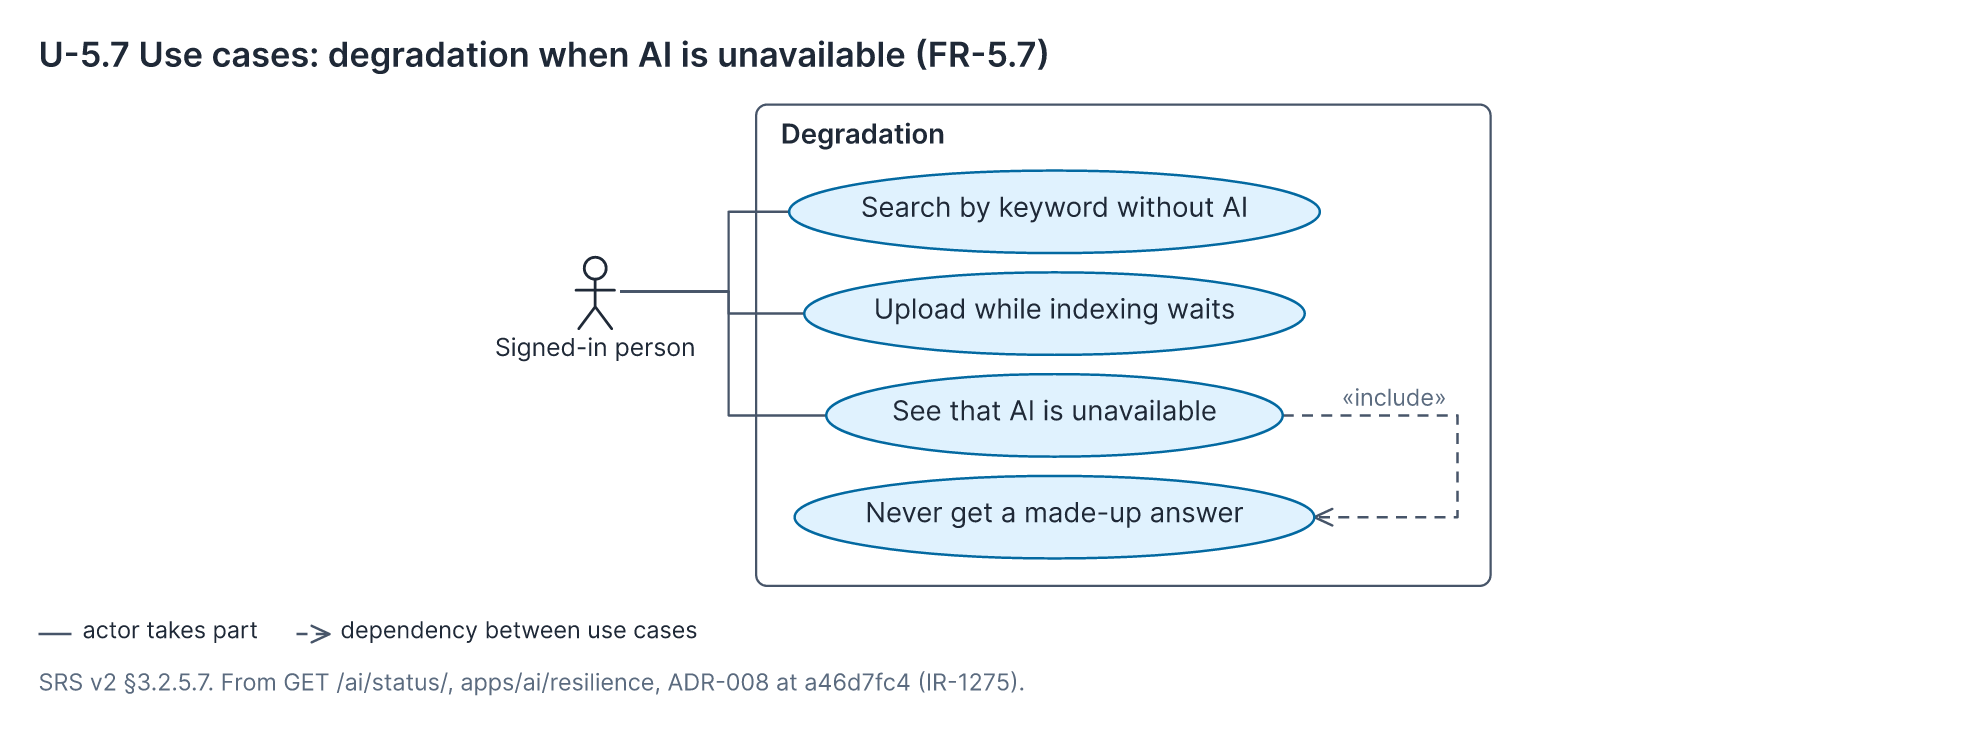 U-5.7 Use cases: degradation when AI is unavailable (FR-5.7)
Degradation
Search by keyword without AI
Upload while indexing waits
Signed-in person
See that AI is unavailable
«include»
Never get a made-up answer
actor takes part
dependency between use cases
SRS v2 §3.2.5.7. From GET /ai/status/, apps/ai/resilience, ADR-008 at a46d7fc4 (IR-1275).